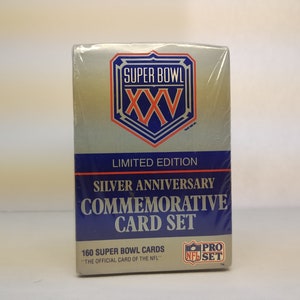 SUPER BOWL
XXV
LIMITED EDITION
SILVER ANNIVERSARY
COMMEMORATIVE
CARD SET
160 SUPER BOWL CARDS
"THE OFFICIAL CARD OF THE NFL"
NFL PRO
SET